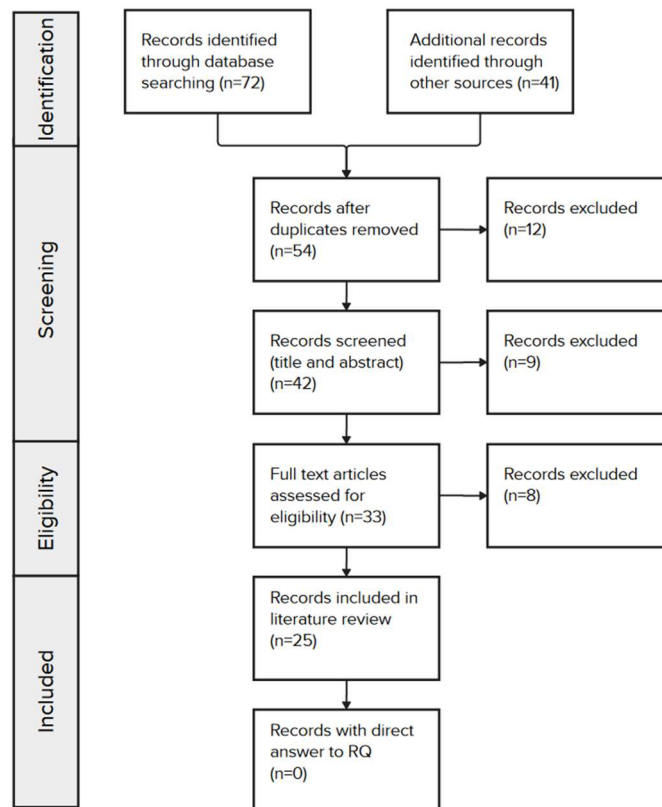 Identification
Records identified
through database
searching (n=72)
Additional records
identified through
other sources (n=41)
Screening
Records after
duplicates removed
(n=54)
Records excluded
(n=12)
Records screened
(title and abstract)
(n=42)
Records excluded
(n=9)
Eligibility
Full text articles
assessed for
eligibility (n=33)
Records excluded
(n=8)
Included
Records included in
literature review
(n=25)
Records with direct
answer to RQ
(n=0)